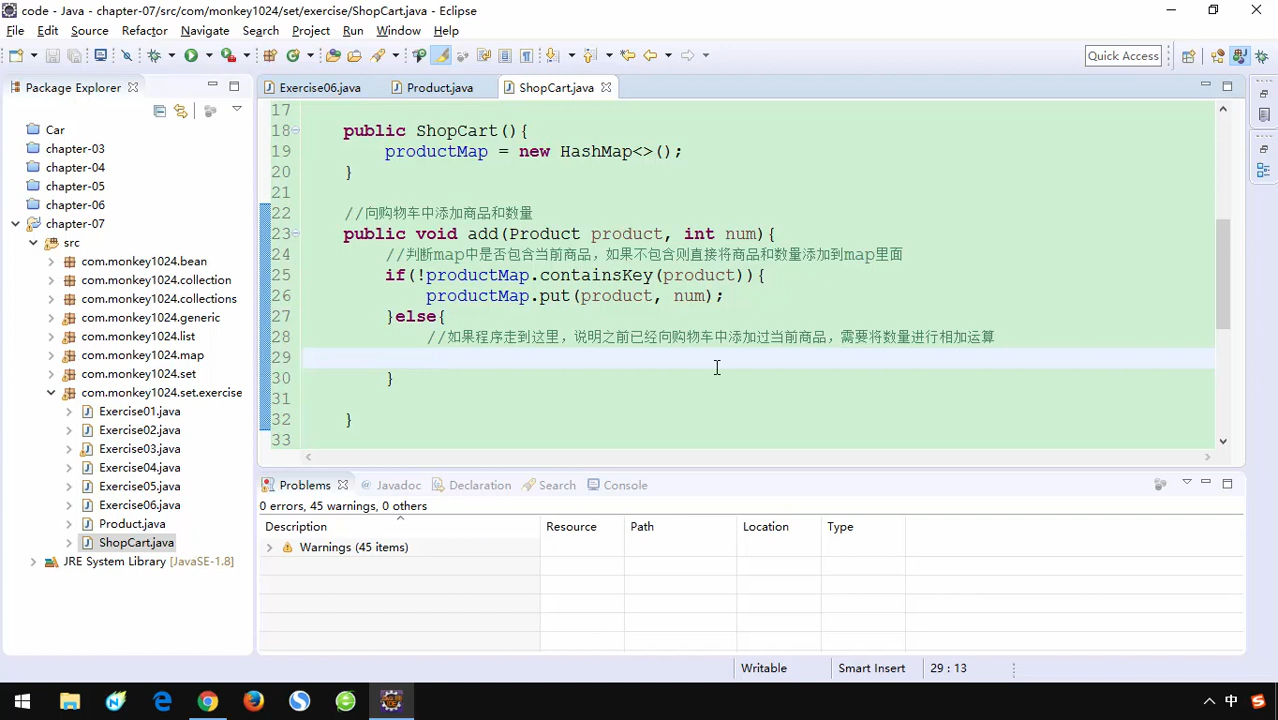 code - Java - chapter-07/src/com/monkey1024/set/exercise/ShopCart.java - Eclipse
File Edit Source Refactor Navigate Search Project Run Window Help
Quick Access
Package Explorer
Exercise06.java Product.java ShopCart.java
Car
chapter-03
chapter-04
chapter-05
chapter-06
chapter-07
src
com.monkey1024.bean
com.monkey1024.collection
com.monkey1024.collections
com.monkey1024.generic
com.monkey1024.list
com.monkey1024.map
com.monkey1024.set
com.monkey1024.set.exercise
Exercise01.java
Exercise02.java
Exercise03.java
Exercise04.java
Exercise05.java
Exercise06.java
Product.java
ShopCart.java
JRE System Library [JavaSE-1.8]
17
18 public ShopCart(){
19 productMap = new HashMap<>();
20 }
21
22 //向购物车中添加商品和数量
23 public void add(Product product, int num){
24 //判断map中是否包含当前商品，如果不包含则直接将商品和数量添加到map里面
25 if(!productMap.containsKey(product)){
26 productMap.put(product, num);
27 }else{
28 //如果程序走到这里，说明之前已经向购物车中添加过当前商品，需要将数量进行相加运算
29
30 }
31
32 }
33
Problems Javadoc Declaration Search Console
0 errors, 45 warnings, 0 others
Description Resource Path Location Type
Warnings (45 items)
Writable Smart Insert 29 : 13
中